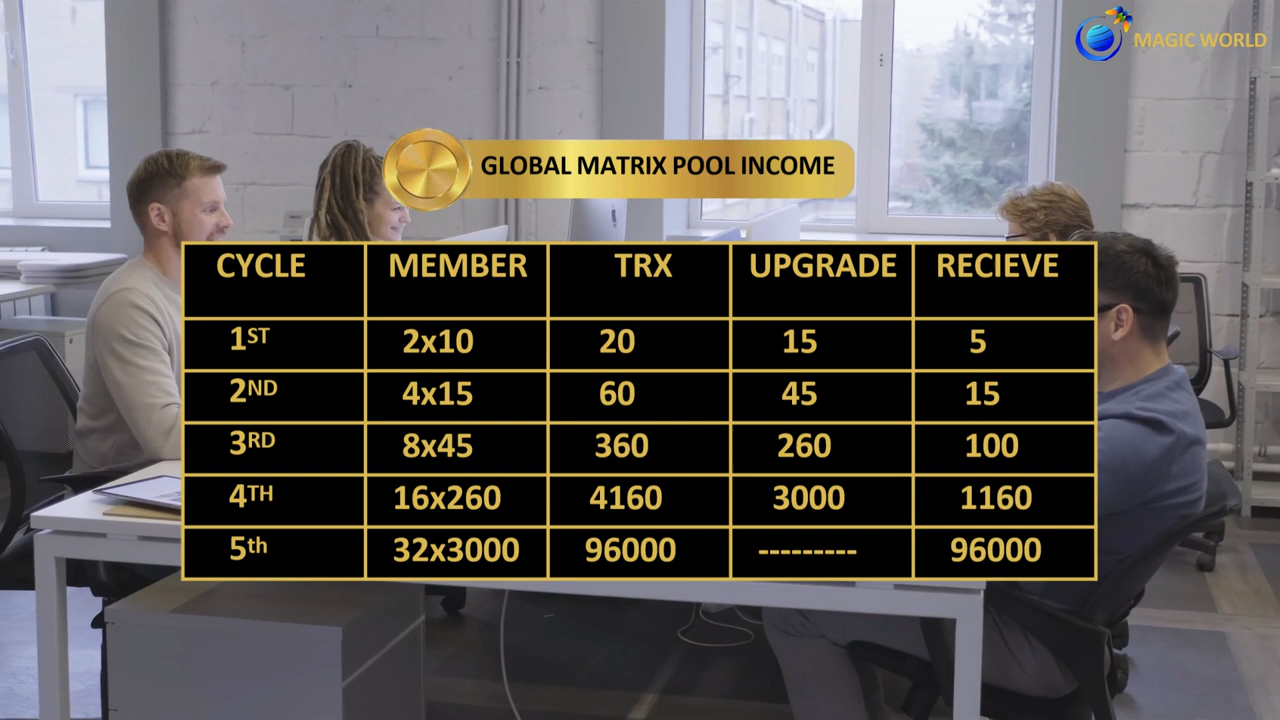 MAGIC WORLD
GLOBAL MATRIX POOL INCOME
CYCLE MEMBER TRX UPGRADE RECIEVE
1ST 2x10 20 15 5
2ND 4x15 60 45 15
3RD 8x45 360 260 100
4TH 16x260 4160 3000 1160
5th 32x3000 96000 --------- 96000